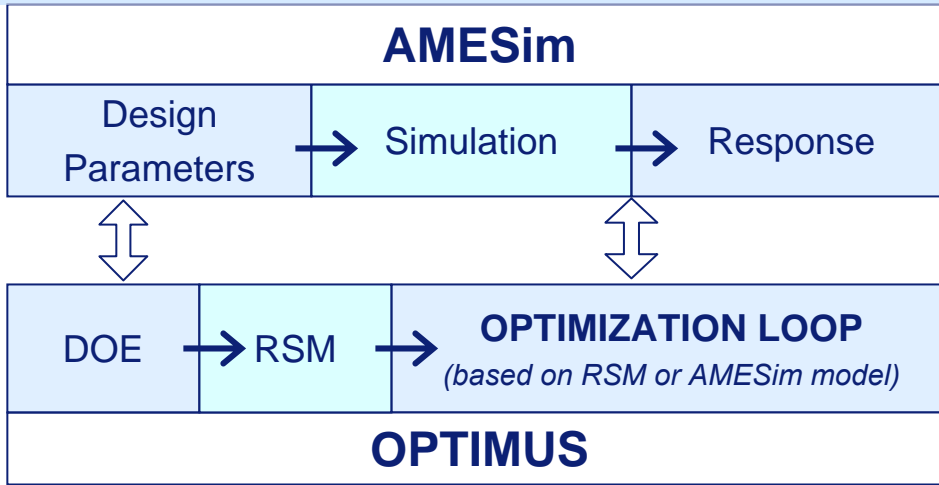 AMESim
Design
Parameters
Simulation
Response
DOE
RSM
OPTIMIZATION LOOP
(based on RSM or AMESim model)
OPTIMUS